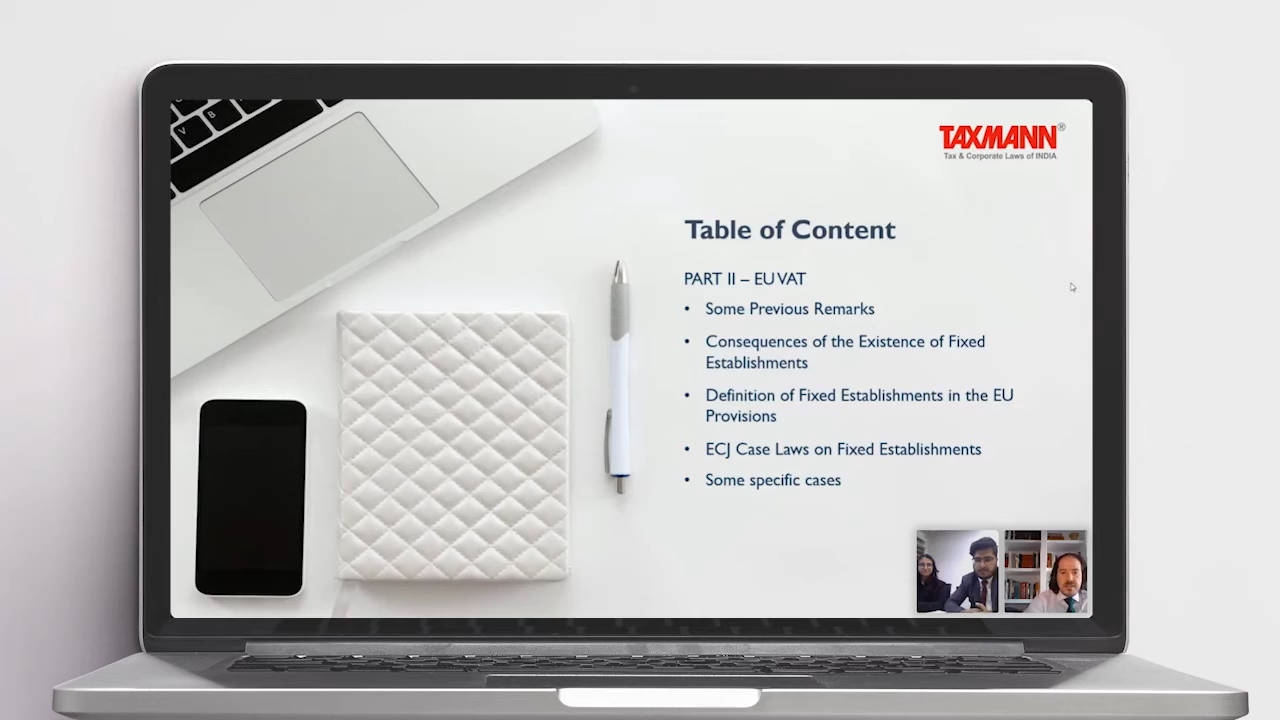 TAXMANN®
Tax & Corporate Laws of INDIA
Table of Content
PART II – EU VAT
• Some Previous Remarks
• Consequences of the Existence of Fixed
Establishments
• Definition of Fixed Establishments in the EU
Provisions
• ECJ Case Laws on Fixed Establishments
• Some specific cases
V
B